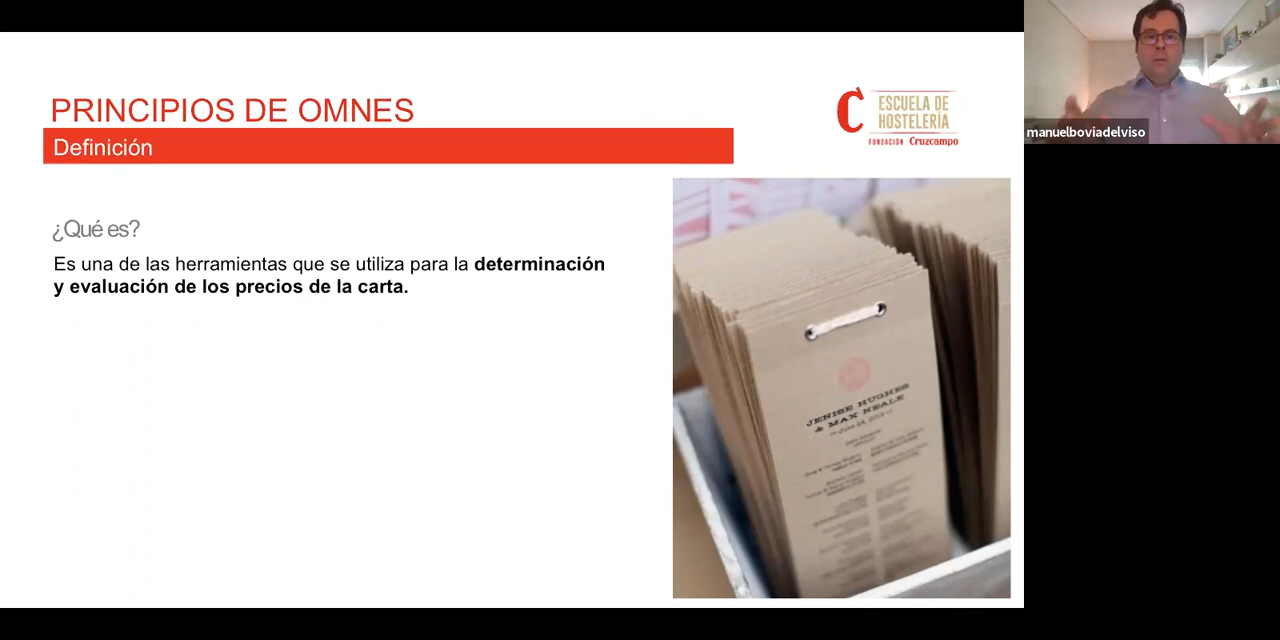 PRINCIPIOS DE OMNES
Definición
ESCUELA DE
HOSTELERÍA
FUNDACIÓN Cruzcampo
¿Qué es?
Es una de las herramientas que se utiliza para la determinación
y evaluación de los precios de la carta.
JENISE HUGHES
& MAX NEALE
manuelboviadelviso